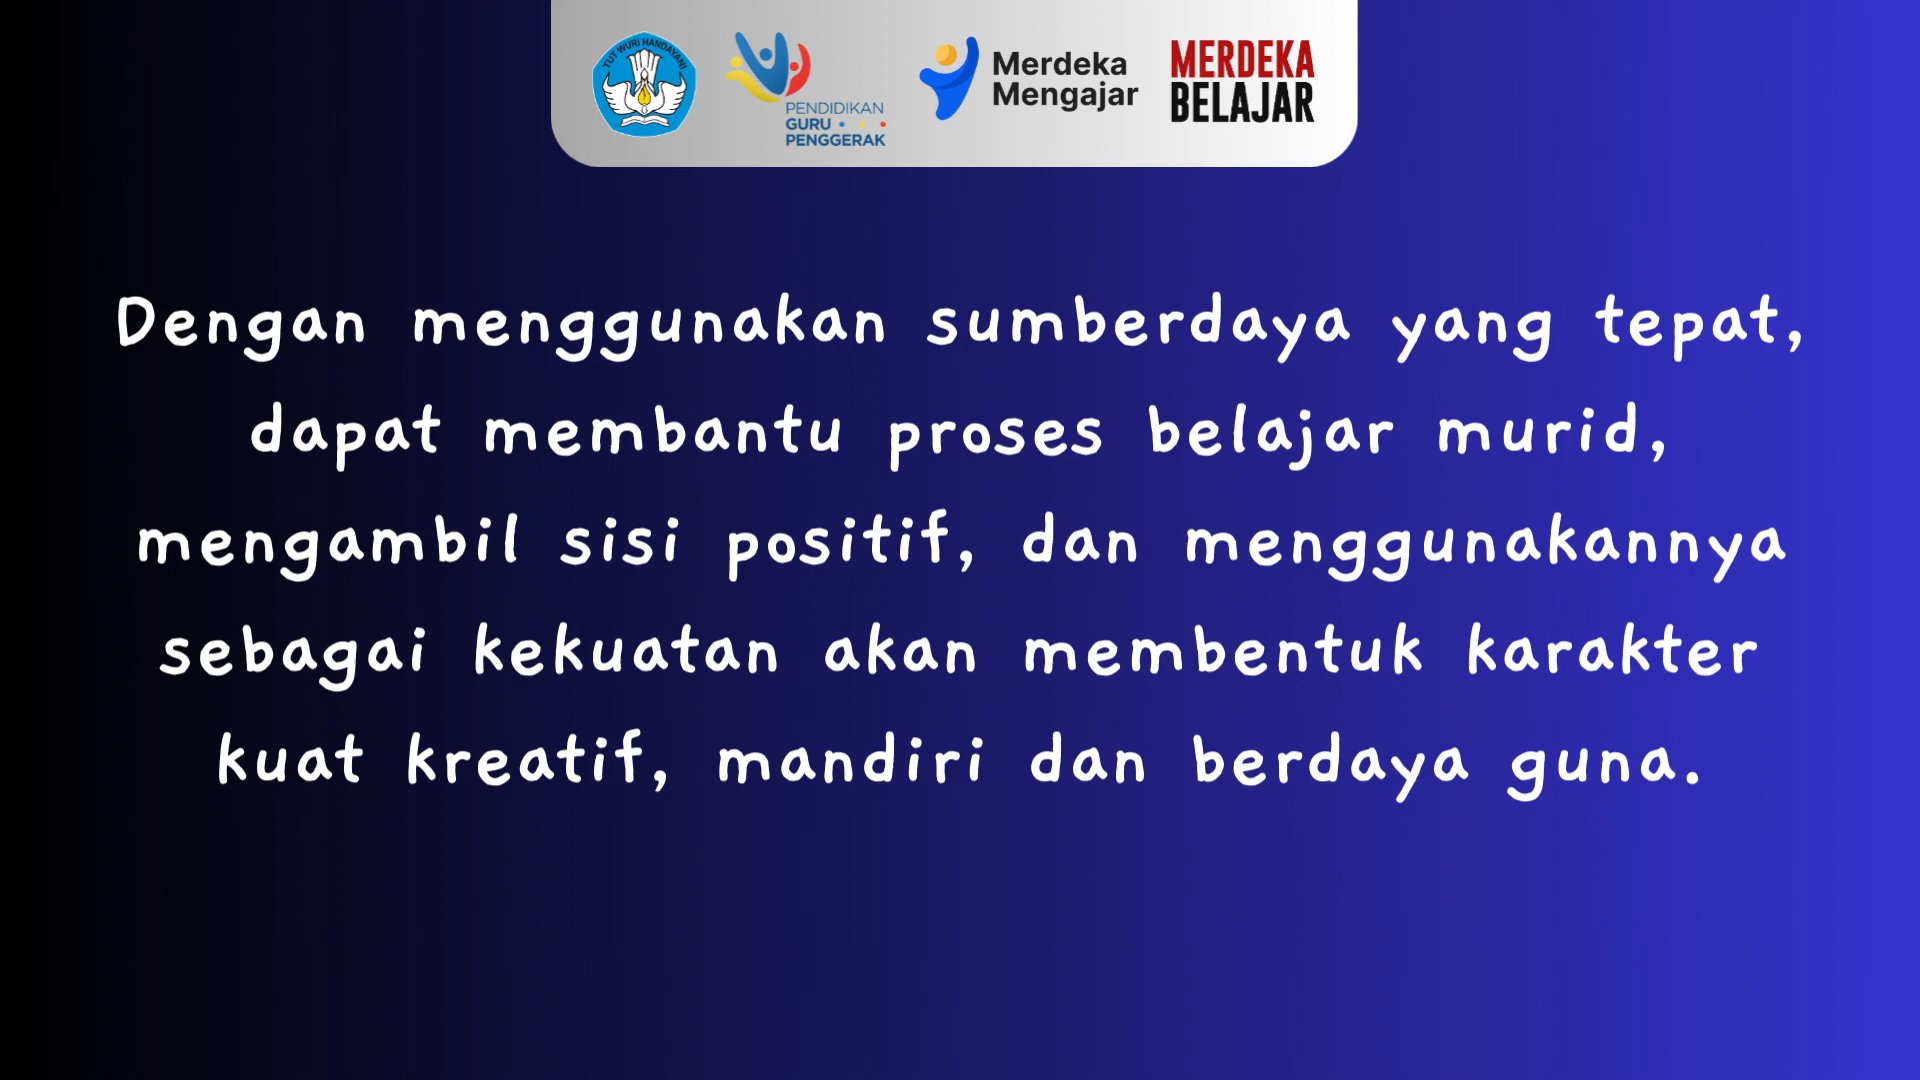 TUT WURI HANDAYANI
PENDIDIKAN
GURU
PENGGERAK
Merdeka
Mengajar
MERDEKA
BELAJAR
Dengan menggunakan sumberdaya yang tepat,
dapat membantu proses belajar murid,
mengambil sisi positif, dan menggunakannya
sebagai kekuatan akan membentuk karakter
kuat kreatif, mandiri dan berdaya guna.